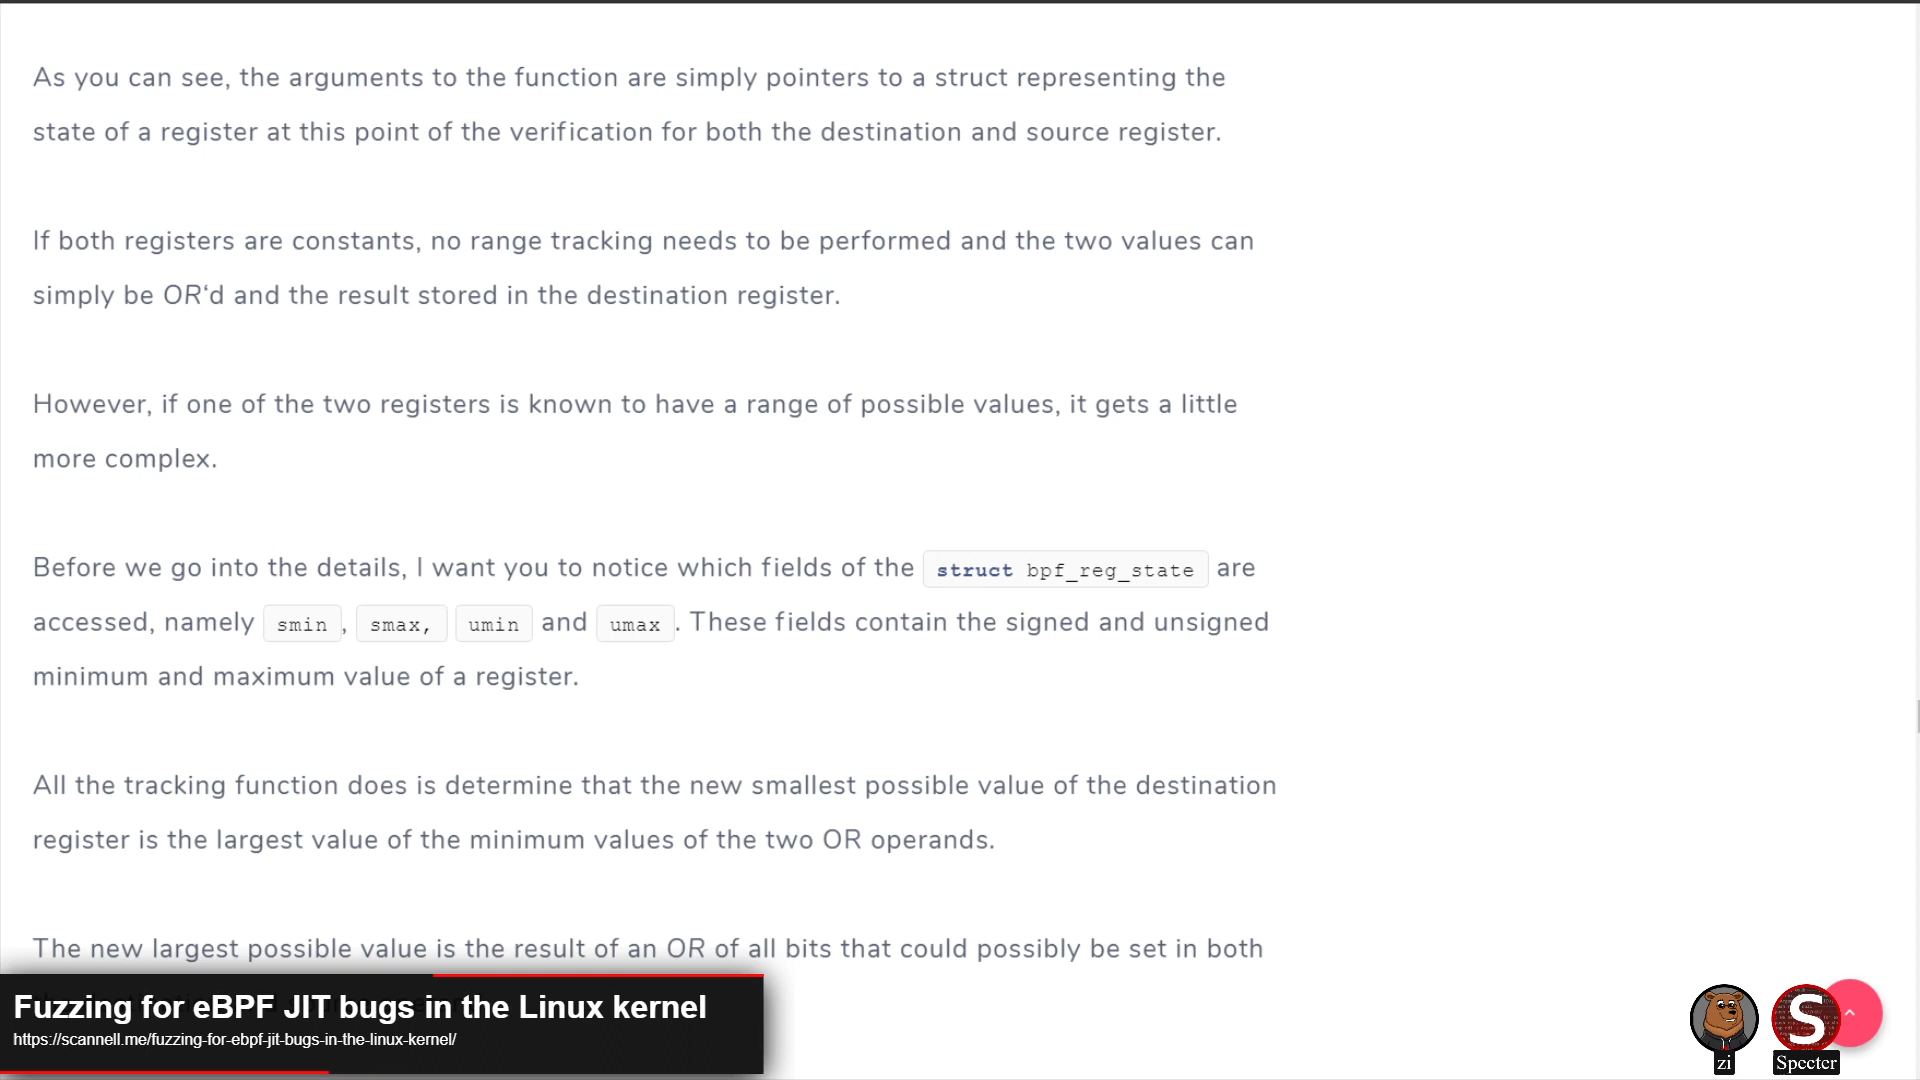 As you can see, the arguments to the function are simply pointers to a struct representing the
state of a register at this point of the verification for both the destination and source register.
If both registers are constants, no range tracking needs to be performed and the two values can
simply be OR‘d and the result stored in the destination register.
However, if one of the two registers is known to have a range of possible values, it gets a little
more complex.
Before we go into the details, I want you to notice which fields of the struct bpf_reg_state are
accessed, namely smin, smax, umin and umax. These fields contain the signed and unsigned
minimum and maximum value of a register.
All the tracking function does is determine that the new smallest possible value of the destination
register is the largest value of the minimum values of the two OR operands.
The new largest possible value is the result of an OR of all bits that could possibly be set in both
Fuzzing for eBPF JIT bugs in the Linux kernel
https://scannell.me/fuzzing-for-ebpf-jit-bugs-in-the-linux-kernel/
S
zi
Specter